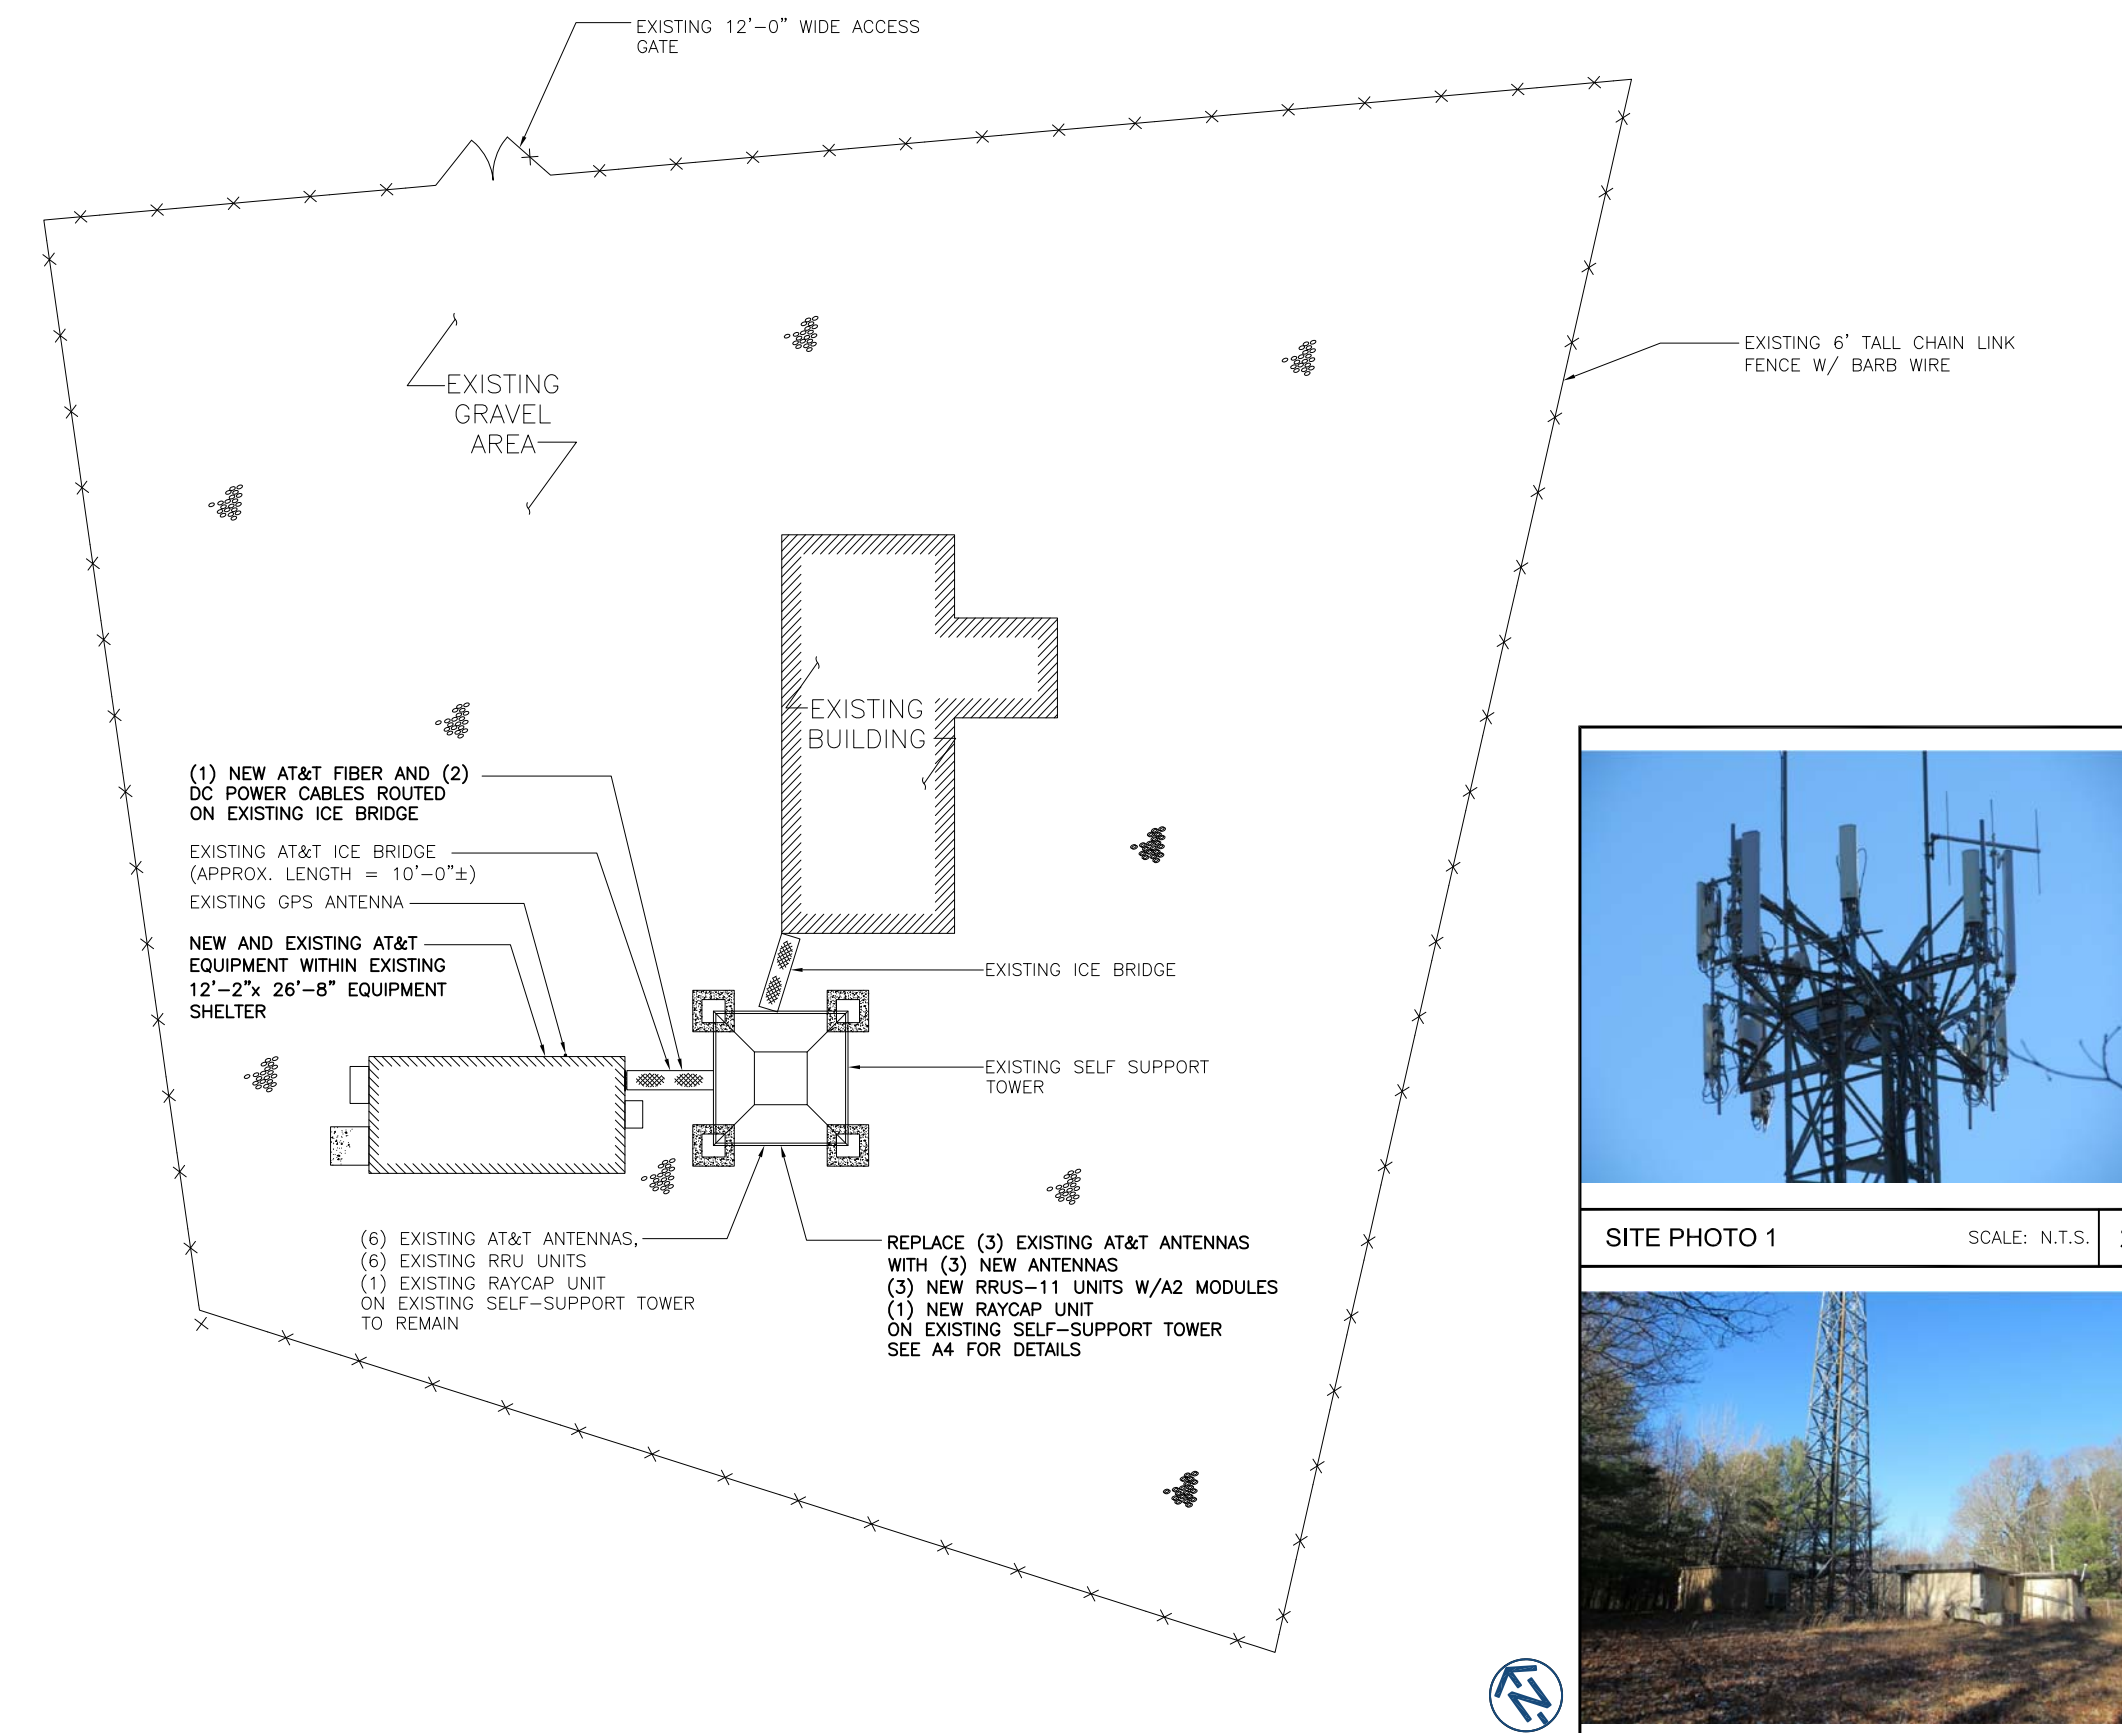 EXISTING 12'-0" WIDE ACCESS
GATE
EXISTING 6' TALL CHAIN LINK
FENCE W/ BARB WIRE
EXISTING
GRAVEL
AREA
EXISTING
BUILDING
(1) NEW AT&T FIBER AND (2)
DC POWER CABLES ROUTED
ON EXISTING ICE BRIDGE
EXISTING AT&T ICE BRIDGE
(APPROX. LENGTH = 10'-0"±)
EXISTING GPS ANTENNA
NEW AND EXISTING AT&T
EQUIPMENT WITHIN EXISTING
12'-2"x 26'-8" EQUIPMENT
SHELTER
EXISTING ICE BRIDGE
EXISTING SELF SUPPORT
TOWER
(6) EXISTING AT&T ANTENNAS,
(6) EXISTING RRU UNITS
(1) EXISTING RAYCAP UNIT
ON EXISTING SELF-SUPPORT TOWER
TO REMAIN
REPLACE (3) EXISTING AT&T ANTENNAS
WITH (3) NEW ANTENNAS
(3) NEW RRUS-11 UNITS W/A2 MODULES
(1) NEW RAYCAP UNIT
ON EXISTING SELF-SUPPORT TOWER
SEE A4 FOR DETAILS
SITE PHOTO 1
SCALE: N.T.S.
N